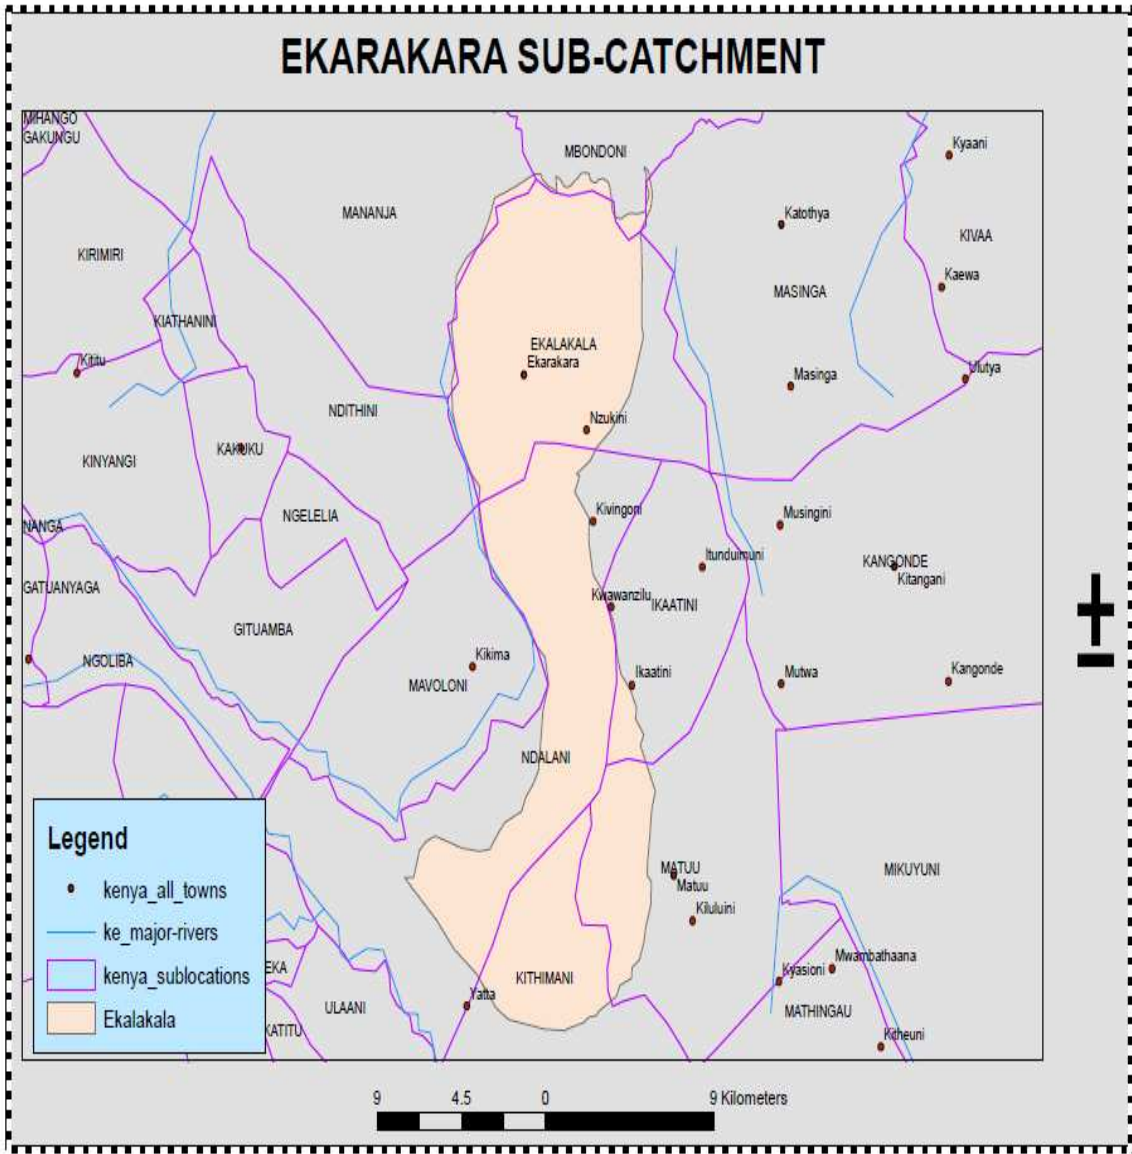 EKARAKARA SUB-CATCHMENT
MIHANGO
GAKUNGU
MBONDONI
Kyaani
MANANJA
Katothya
KIVAA
KIRIMIRI
Kaewa
MASINGA
KIATHANINI
EKALAKALA
Ekarakara
Kititu
Masinga
Ulutya
NDITHINI
Nzukini
KAKUKU
KINYANGI
NGELELIA
Kivingoni
Musingini
NANGA
Itunduimuni
KANGONDE
Kitangani
GATUANYAGA
Kwawanzilu
IKAATINI
GITUAMBA
NGOLIBA
Kikima
MAVOLONI
Ikaatini
Mutwa
Kangonde
NDALANI
MATUU
Matuu
MIKUYUNI
Kiluluini
Mwambathaana
Kyasioni
EKA
KITHIMANI
Yatta
ULAANI
MATHINGAU
KATITU
Kitheuni
Legend
kenya_all_towns
ke_major-rivers
kenya_sublocations
Ekalakala
9 4.5 0 9 Kilometers